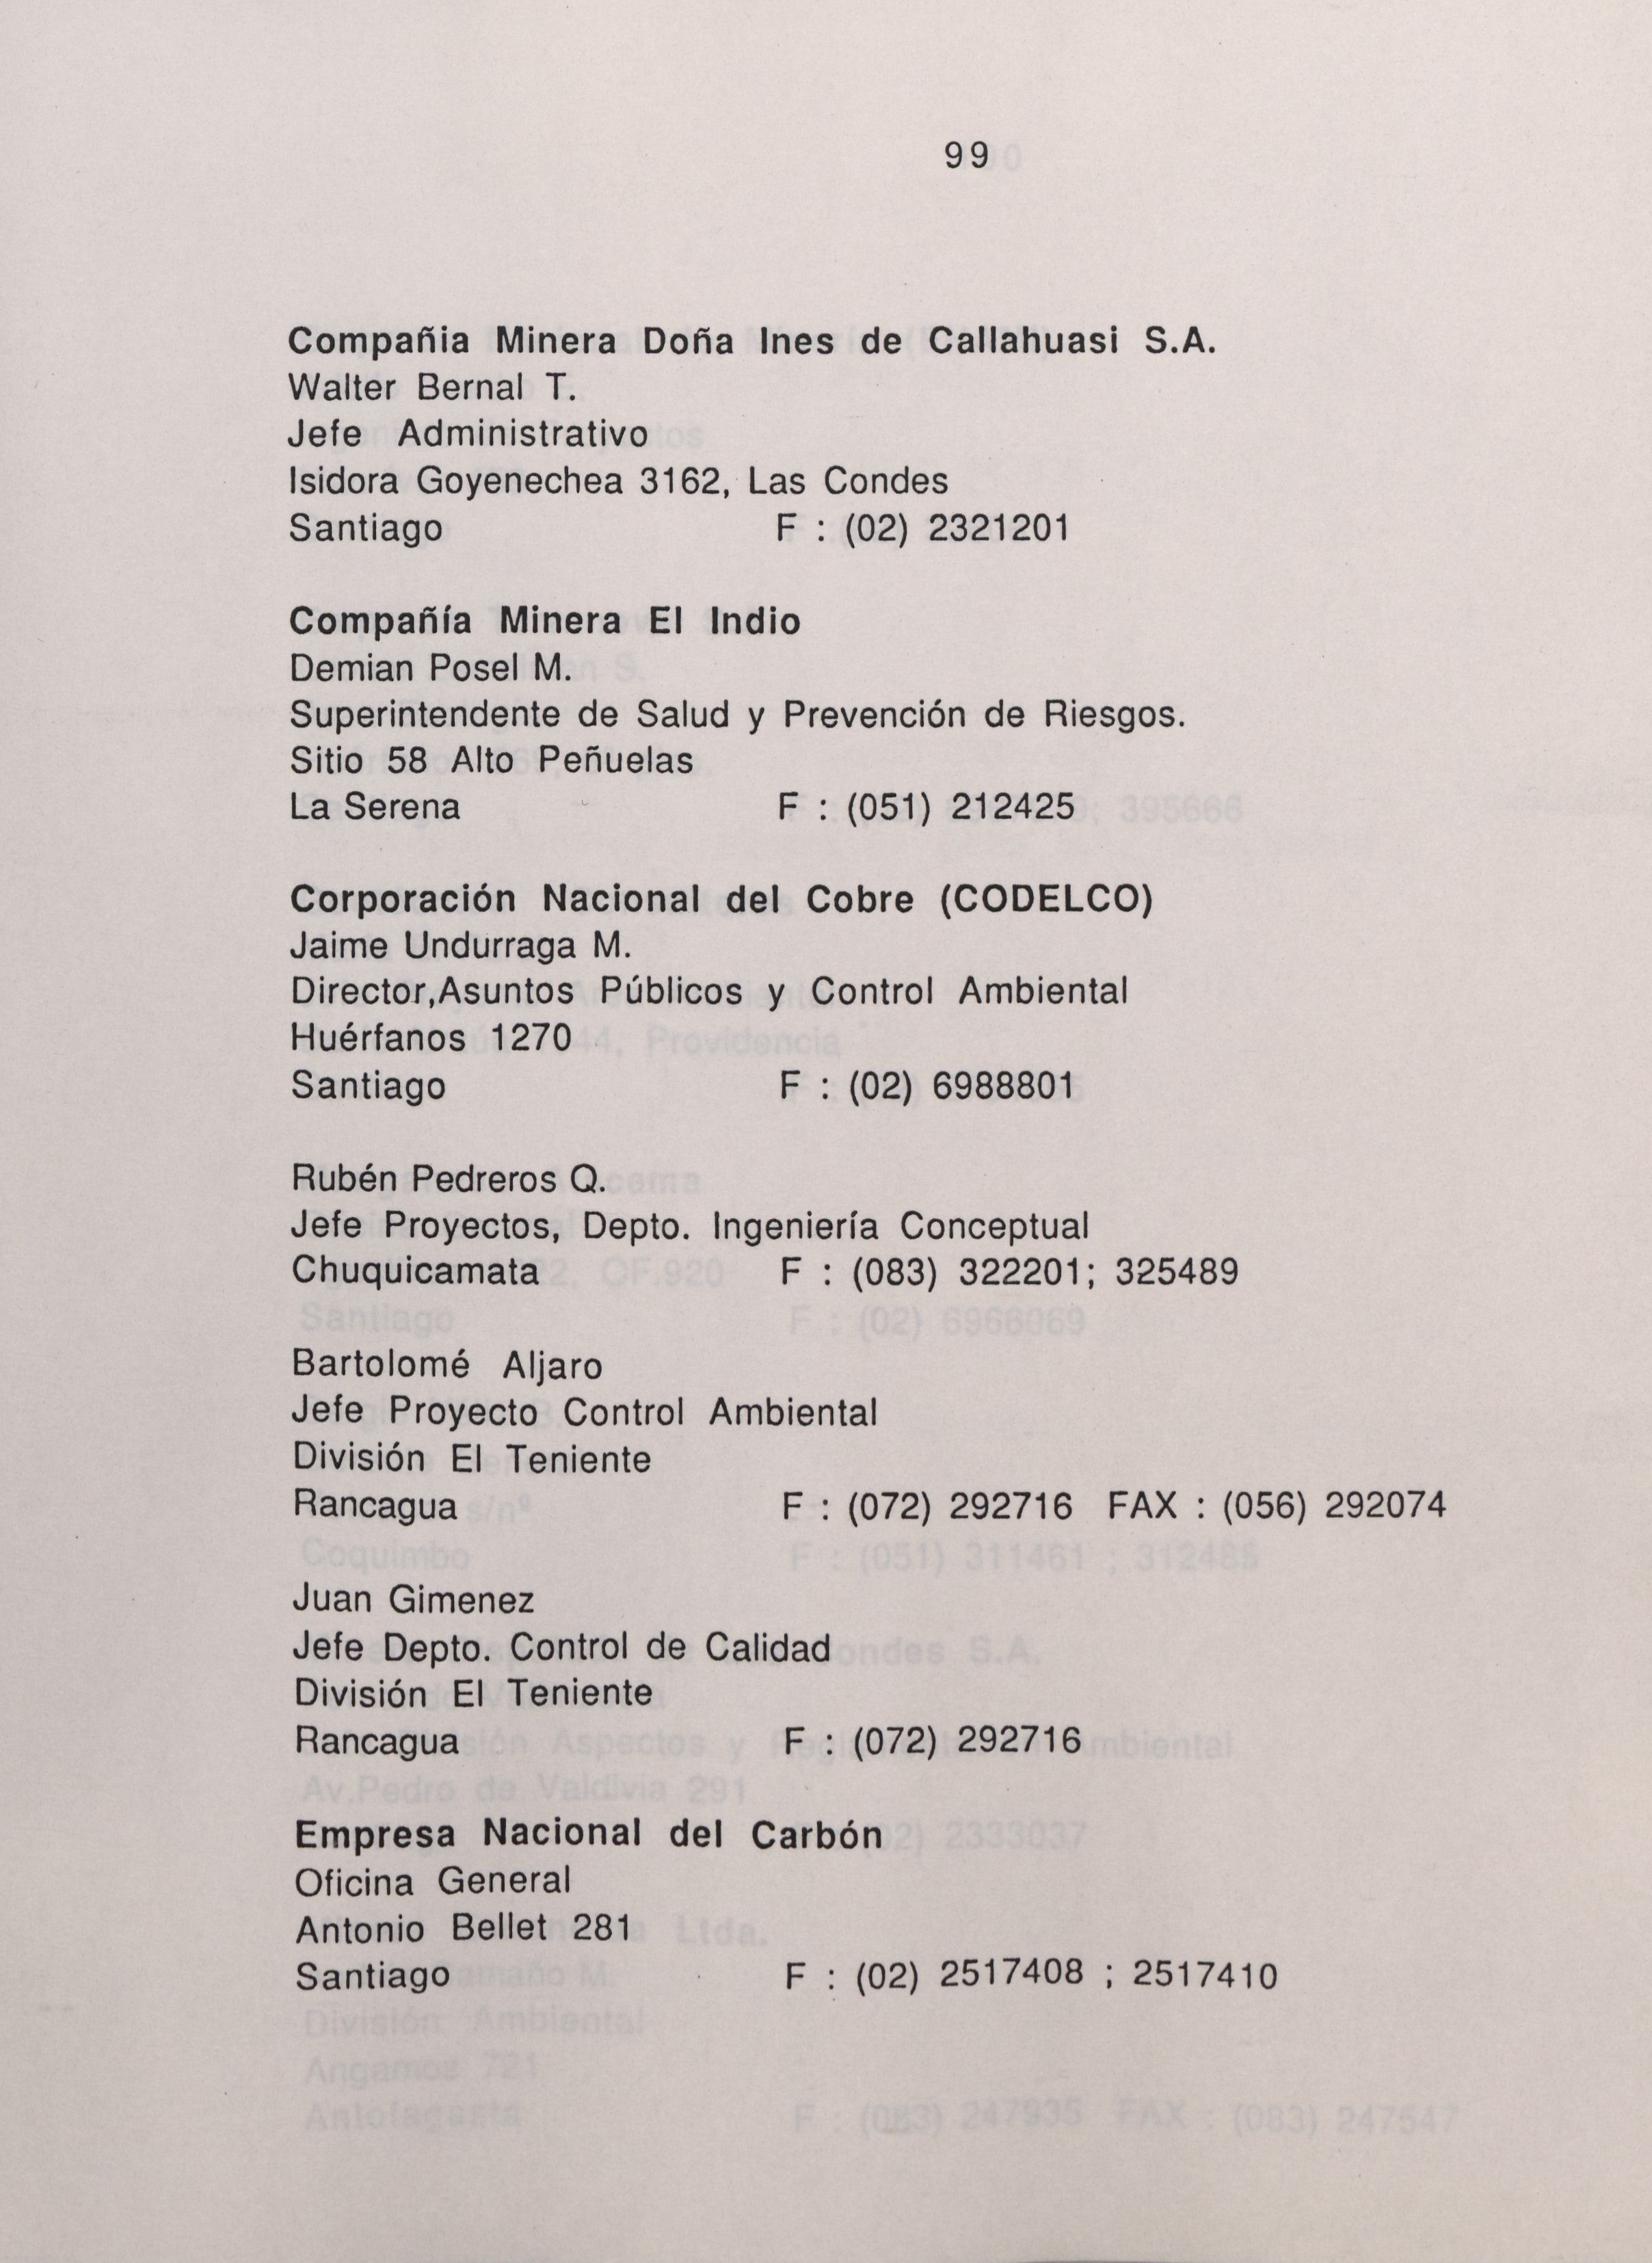 99
Compañia Minera Doña Ines de Callahuasi S.A.
Walter Bernal T.
Jefe Administrativo
Isidora Goyenechea 3162, Las Condes
Santiago F : (02) 2321201
Compañía Minera El Indio
Demian Posel M.
Superintendente de Salud y Prevención de Riesgos.
Sitio 58 Alto Peñuelas
La Serena F : (051) 212425
Corporación Nacional del Cobre (CODELCO)
Jaime Undurraga M.
Director,Asuntos Públicos y Control Ambiental
Huérfanos 1270
Santiago F : (02) 6988801
Rubén Pedreros Q.
Jefe Proyectos, Depto. Ingeniería Conceptual
Chuquicamata F : (083) 322201; 325489
Bartolomé Aljaro
Jefe Proyecto Control Ambiental
División El Teniente
Rancagua F : (072) 292716 FAX : (056) 292074
Juan Gimenez
Jefe Depto. Control de Calidad
División El Teniente
Rancagua F : (072) 292716
Empresa Nacional del Carbón
Oficina General
Antonio Bellet 281
Santiago F : (02) 2517408 ; 2517410